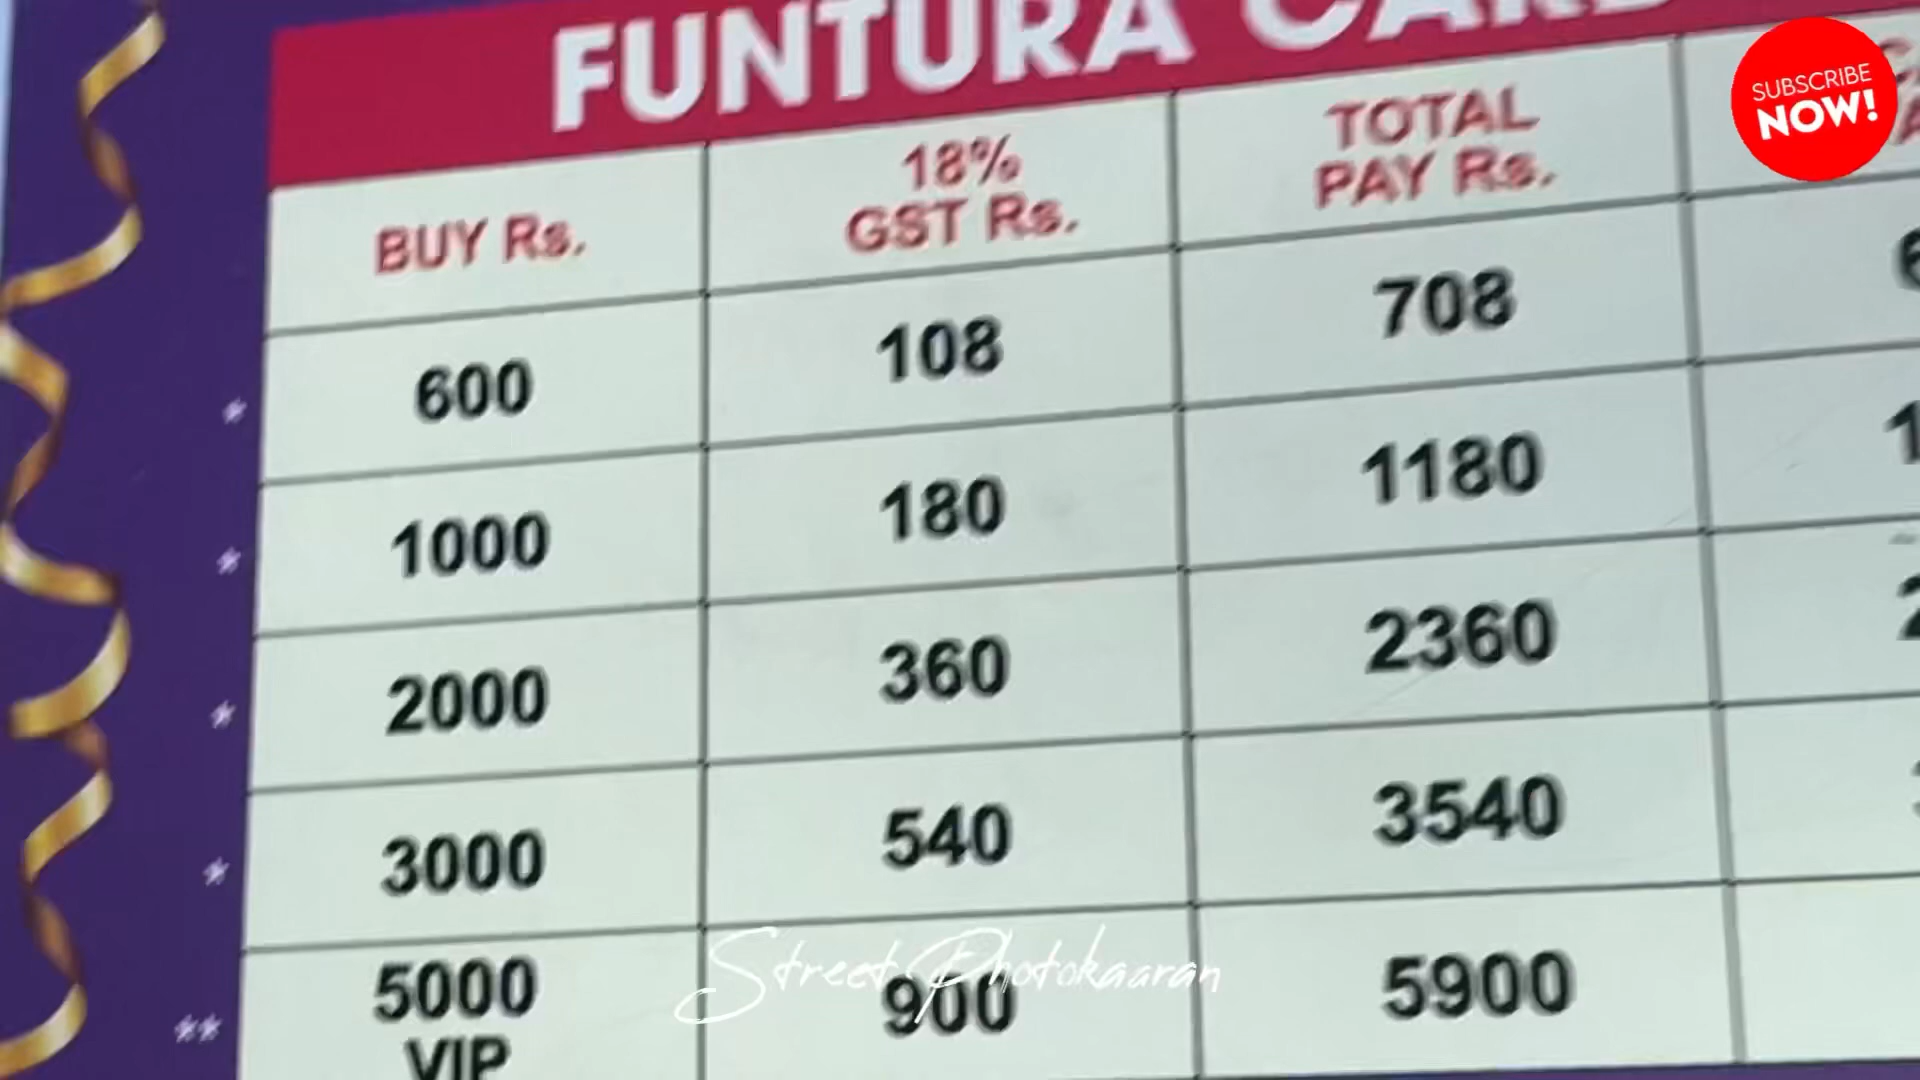 FUNTURA
SUBSCRIBE
NOW!
BUY Rs.
18%
GST Rs.
TOTAL
PAY Rs.
* 600 108 708
* 1000 180 1180
* 2000 360 2360
* 3000 540 3540
** 5000 900 5900
VIP
Street Photokaaran